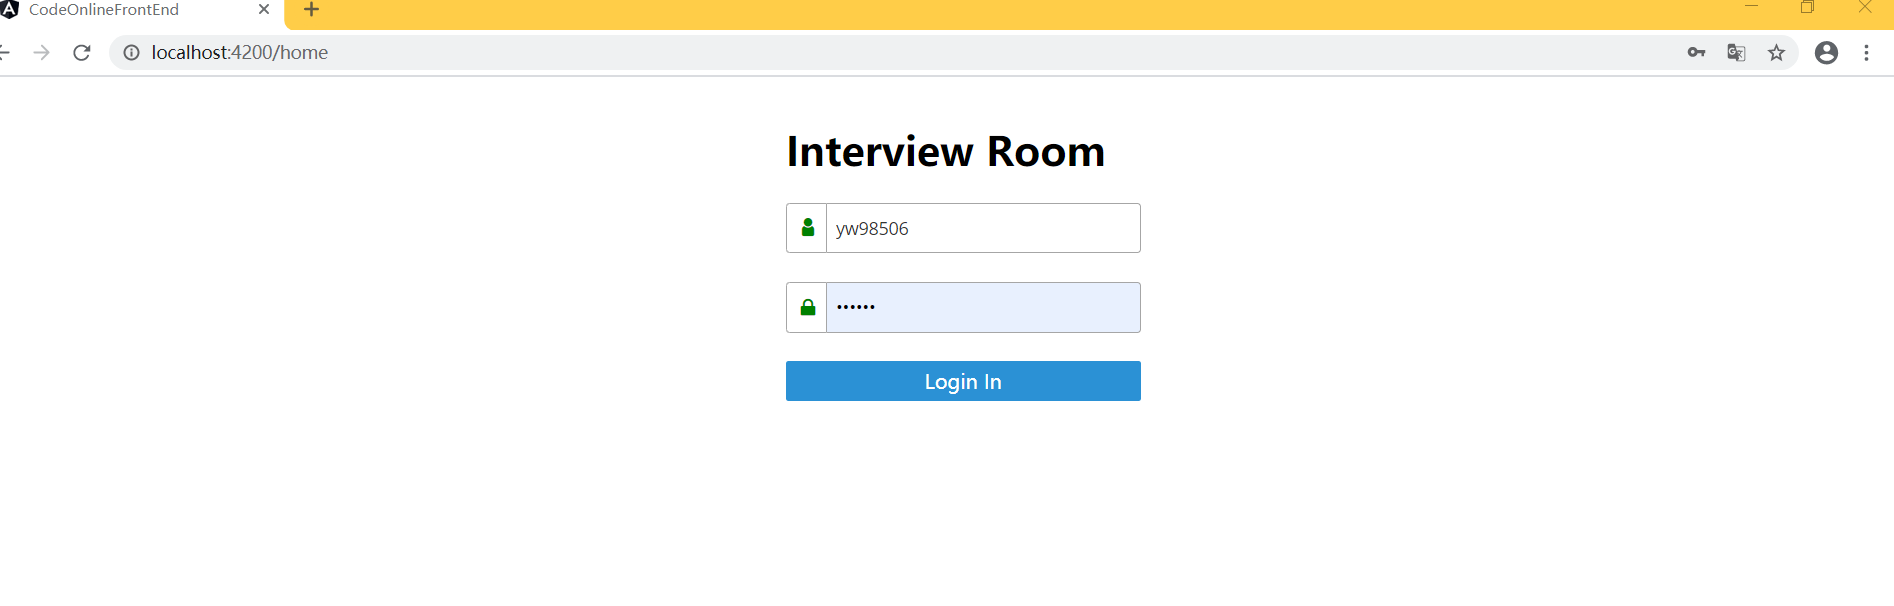 CodeOnlineFrontEnd
localhost:4200/home
Interview Room
yw98506
••••••
Login In